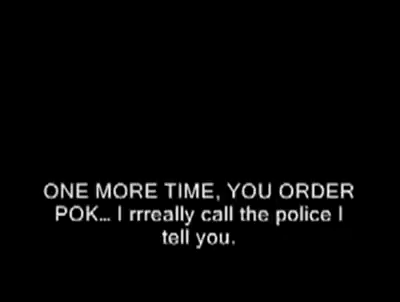 ONE MORE TIME, YOU ORDER
POK... I rrreally call the police I
tell you.